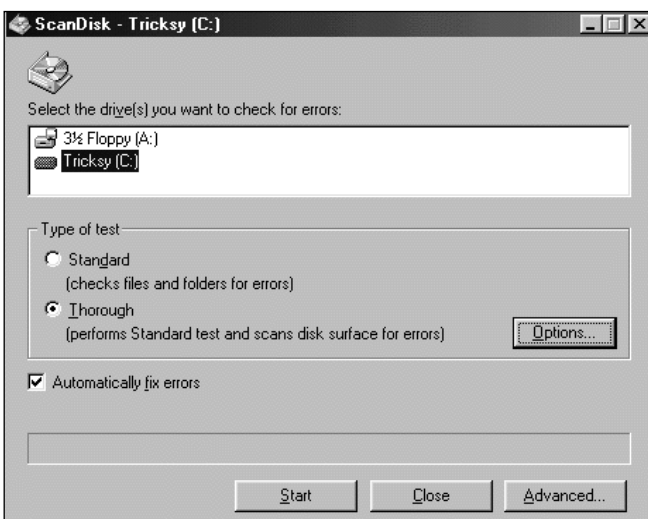 ScanDisk - Tricksy (C:)
Select the drive(s) you want to check for errors:
3½ Floppy (A:)
Tricksy (C:)
Type of test
Standard
(checks files and folders for errors)
Thorough
(performs Standard test and scans disk surface for errors)
Options...
Automatically fix errors
Start
Close
Advanced...